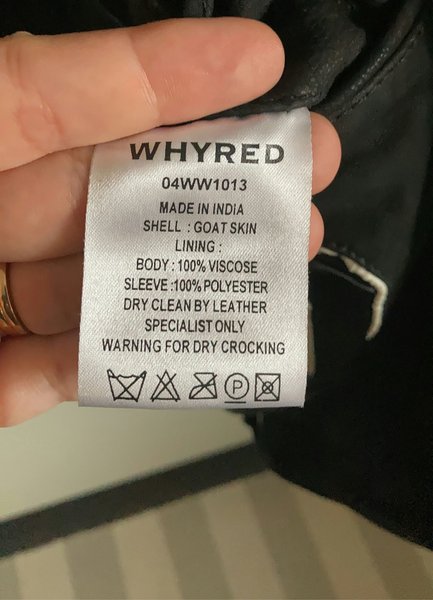 WHYRED
04WW1013
MADE IN INDiA
SHELL : GOAT SKIN
LINING :
BODY : 100% VISCOSE
SLEEVE :100% POLYESTER
DRY CLEAN BY LEATHER
SPECIALIST ONLY
WARNING FOR DRY CROCKING
P